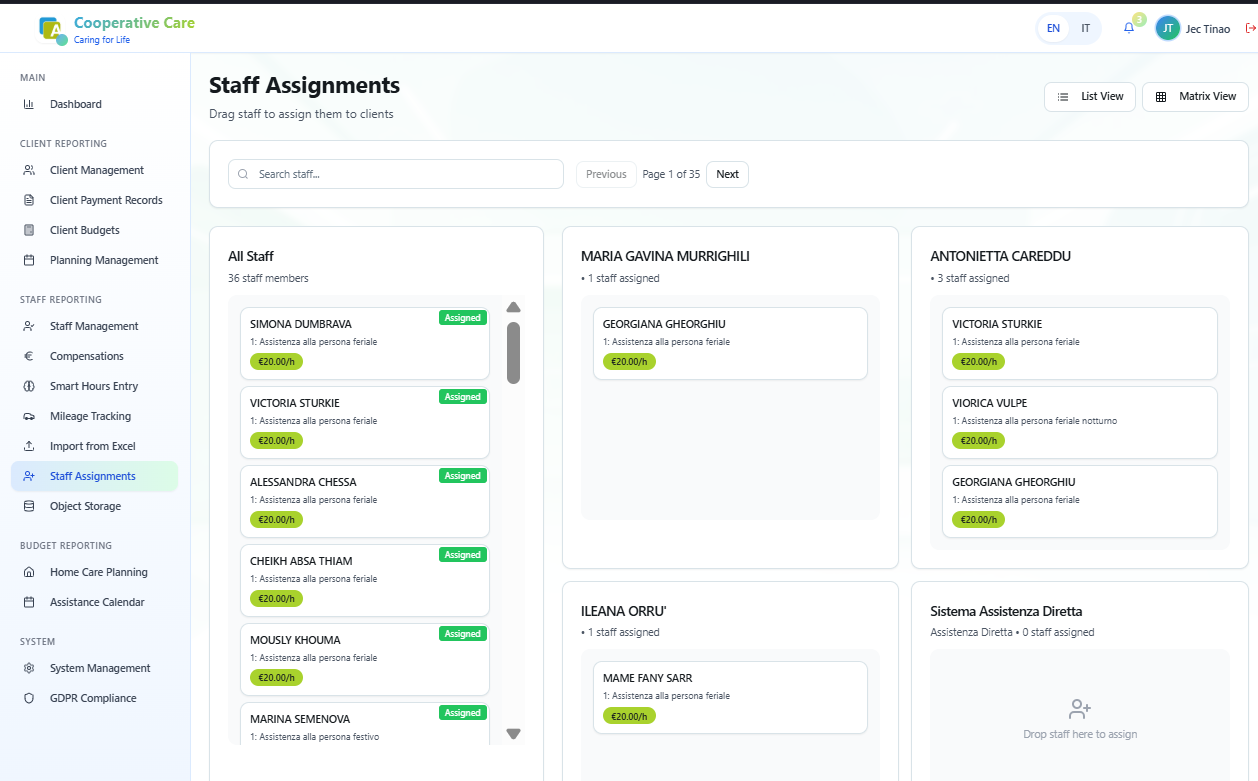 Cooperative Care
Caring for Life
EN IT
3
JT Jec Tinao
MAIN
Dashboard
CLIENT REPORTING
Client Management
Client Payment Records
Client Budgets
Planning Management
STAFF REPORTING
Staff Management
Compensations
Smart Hours Entry
Mileage Tracking
Import from Excel
Staff Assignments
Object Storage
BUDGET REPORTING
Home Care Planning
Assistance Calendar
SYSTEM
System Management
GDPR Compliance
Staff Assignments
Drag staff to assign them to clients
List View Matrix View
Search staff... Previous Page 1 of 35 Next
All Staff
36 staff members
SIMONA DUMBRAVA Assigned
1: Assistenza alla persona feriale
€20.00/h
VICTORIA STURKIE Assigned
1: Assistenza alla persona feriale
€20.00/h
ALESSANDRA CHESSA Assigned
1: Assistenza alla persona feriale
€20.00/h
CHEIKH ABSA THIAM Assigned
1: Assistenza alla persona feriale
€20.00/h
MOUSLY KHOUMA Assigned
1: Assistenza alla persona feriale
€20.00/h
MARINA SEMENOVA Assigned
1: Assistenza alla persona festivo
MARIA GAVINA MURRIGHILI
• 1 staff assigned
GEORGIANA GHEORGHIU
1: Assistenza alla persona feriale
€20.00/h
ANTONIETTA CAREDDU
• 3 staff assigned
VICTORIA STURKIE
1: Assistenza alla persona feriale
€20.00/h
VIORICA VULPE
1: Assistenza alla persona feriale notturno
€20.00/h
GEORGIANA GHEORGHIU
1: Assistenza alla persona feriale
€20.00/h
ILEANA ORRU'
• 1 staff assigned
MAME FANY SARR
1: Assistenza alla persona feriale
€20.00/h
Sistema Assistenza Diretta
Assistenza Diretta • 0 staff assigned
Drop staff here to assign